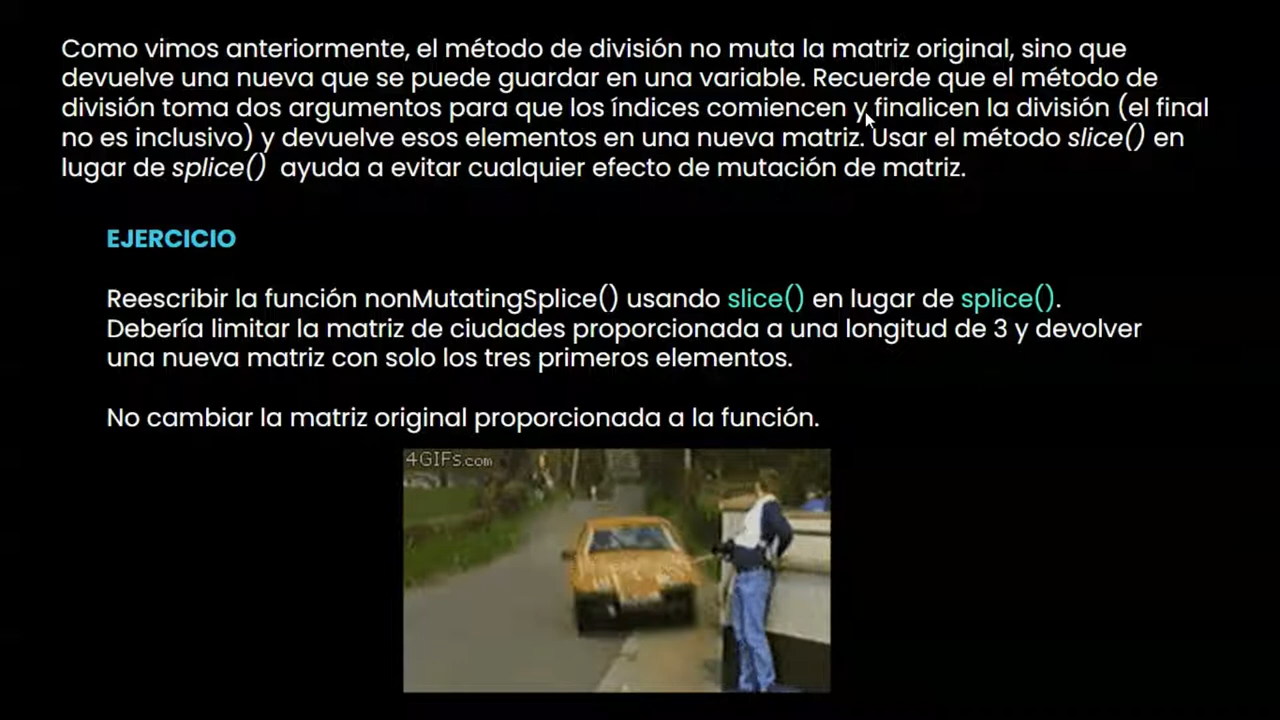 Como vimos anteriormente, el método de división no muta la matriz original, sino que
devuelve una nueva que se puede guardar en una variable. Recuerde que el método de
división toma dos argumentos para que los índices comiencen y finalicen la división (el final
no es inclusivo) y devuelve esos elementos en una nueva matriz. Usar el método slice() en
lugar de splice() ayuda a evitar cualquier efecto de mutación de matriz.
EJERCICIO
Reescribir la función nonMutatingSplice() usando slice() en lugar de splice().
Debería limitar la matriz de ciudades proporcionada a una longitud de 3 y devolver
una nueva matriz con solo los tres primeros elementos.
No cambiar la matriz original proporcionada a la función.
4GIFs.com